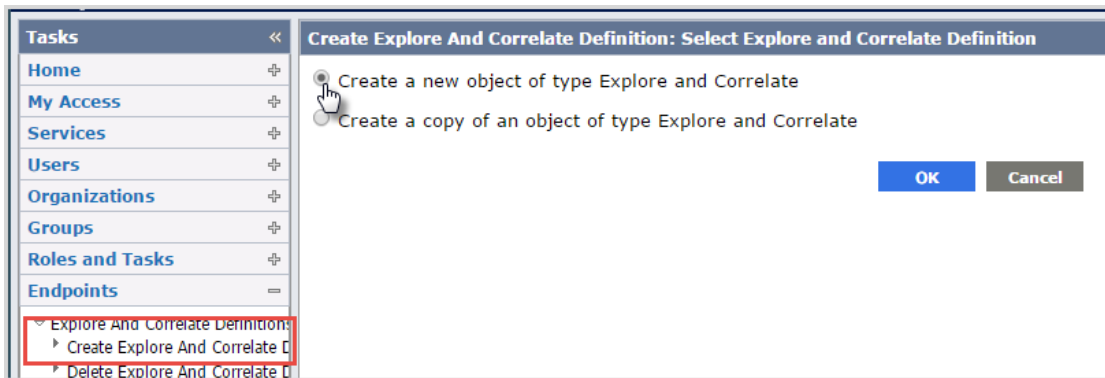 Tasks «
Home
My Access
Services
Users
Organizations
Groups
Roles and Tasks
Endpoints
Explore And Correlate Definitions
Create Explore And Correlate D
Delete Explore And Correlate D
Create Explore And Correlate Definition: Select Explore and Correlate Definition
Create a new object of type Explore and Correlate
Create a copy of an object of type Explore and Correlate
OK Cancel